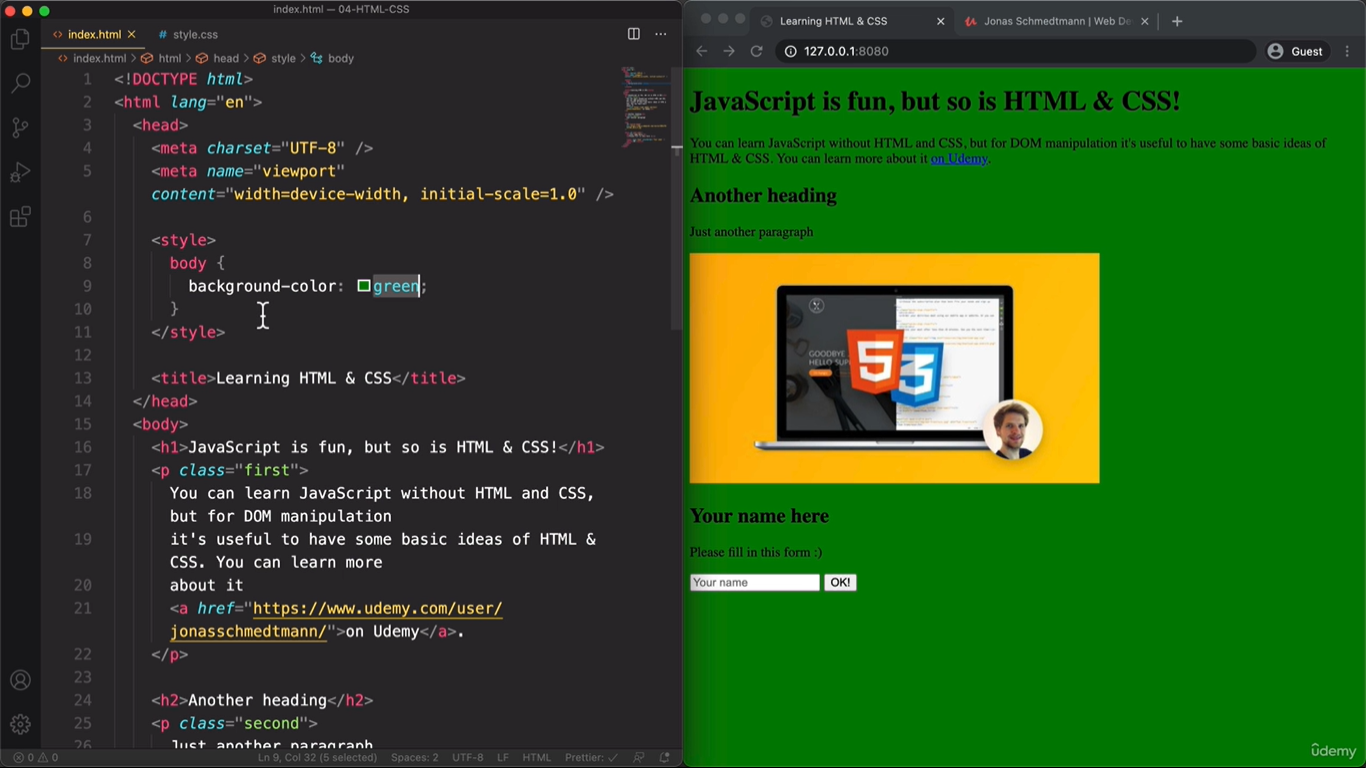 index.html — 04-HTML-CSS
index.html
# style.css
index.html > html > head > style > body
1 <!DOCTYPE html>
2 <html lang="en">
3 <head>
4 <meta charset="UTF-8" />
5 <meta name="viewport"
content="width=device-width, initial-scale=1.0" />
6
7 <style>
8 body {
9 background-color: green;
10 }
11 </style>
12
13 <title>Learning HTML & CSS</title>
14 </head>
15 <body>
16 <h1>JavaScript is fun, but so is HTML & CSS!</h1>
17 <p class="first">
18 You can learn JavaScript without HTML and CSS,
but for DOM manipulation
19 it's useful to have some basic ideas of HTML &
CSS. You can learn more
20 about it
21 <a href="https://www.udemy.com/user/
jonasschmedtmann/">on Udemy</a>.
22 </p>
23
24 <h2>Another heading</h2>
25 <p class="second">
26 Just another paragraph
0 0
Ln 9, Col 32 (5 selected) Spaces: 2 UTF-8 LF HTML Prettier: ✓
Learning HTML & CSS
Jonas Schmedtmann | Web De
127.0.0.1:8080
Guest
JavaScript is fun, but so is HTML & CSS!
You can learn JavaScript without HTML and CSS, but for DOM manipulation it's useful to have some basic ideas of
HTML & CSS. You can learn more about it on Udemy.
Another heading
Just another paragraph
GOODBYE
HELLO SUP
5
3
Your name here
Please fill in this form :)
Your name
OK!
udemy